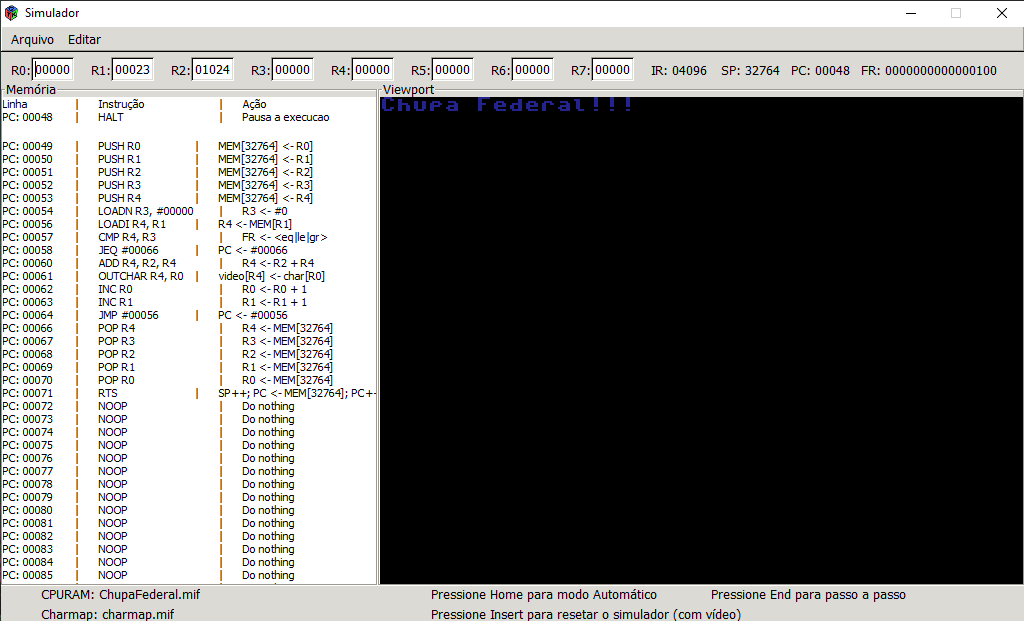 Simulador
Arquivo Editar
R0: 00000 R1: 00023 R2: 01024 R3: 00000 R4: 00000 R5: 00000 R6: 00000 R7: 00000 IR: 04096 SP: 32764 PC: 00048 FR: 0000000000000100
Memória
Linha | Instrução | Ação
PC: 00048 | HALT | Pausa a execucao
PC: 00049 | PUSH R0 | MEM[32764] <- R0]
PC: 00050 | PUSH R1 | MEM[32764] <- R1]
PC: 00051 | PUSH R2 | MEM[32764] <- R2]
PC: 00052 | PUSH R3 | MEM[32764] <- R3]
PC: 00053 | PUSH R4 | MEM[32764] <- R4]
PC: 00054 | LOADN R3, #00000 | R3 <- #0
PC: 00056 | LOADI R4, R1 | R4 <- MEM[R1]
PC: 00057 | CMP R4, R3 | FR <- <eq|le|gr>
PC: 00058 | JEQ #00066 | PC <- #00066
PC: 00060 | ADD R4, R2, R4 | R4 <- R2 + R4
PC: 00061 | OUTCHAR R4, R0 | video[R4] <- char[R0]
PC: 00062 | INC R0 | R0 <- R0 + 1
PC: 00063 | INC R1 | R1 <- R1 + 1
PC: 00064 | JMP #00056 | PC <- #00056
PC: 00066 | POP R4 | R4 <- MEM[32764]
PC: 00067 | POP R3 | R3 <- MEM[32764]
PC: 00068 | POP R2 | R2 <- MEM[32764]
PC: 00069 | POP R1 | R1 <- MEM[32764]
PC: 00070 | POP R0 | R0 <- MEM[32764]
PC: 00071 | RTS | SP++; PC <- MEM[32764]; PC+
PC: 00072 | NOOP | Do nothing
PC: 00073 | NOOP | Do nothing
PC: 00074 | NOOP | Do nothing
PC: 00075 | NOOP | Do nothing
PC: 00076 | NOOP | Do nothing
PC: 00077 | NOOP | Do nothing
PC: 00078 | NOOP | Do nothing
PC: 00079 | NOOP | Do nothing
PC: 00080 | NOOP | Do nothing
PC: 00081 | NOOP | Do nothing
PC: 00082 | NOOP | Do nothing
PC: 00083 | NOOP | Do nothing
PC: 00084 | NOOP | Do nothing
PC: 00085 | NOOP | Do nothing
Viewport
Chupa Federal!!!
CPURAM: ChupaFederal.mif Pressione Home para modo Automático Pressione End para passo a passo
Charmap: charmap.mif Pressione Insert para resetar o simulador (com vídeo)